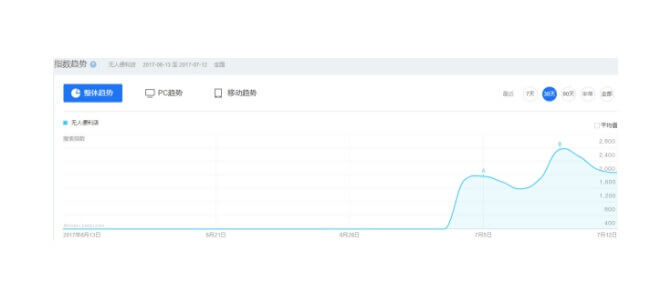 指数趋势 无人便利店 2017-06-13 至 2017-07-12 全国
整体趋势 PC趋势 移动趋势 最近 7天 30天 90天 半年 全部
无人便利店 平均值
搜索指数
2,800
2,400
2,000
1,600
1,200
800
400
A
B
2017年6月13日 6月21日 6月28日 7月5日 7月12日